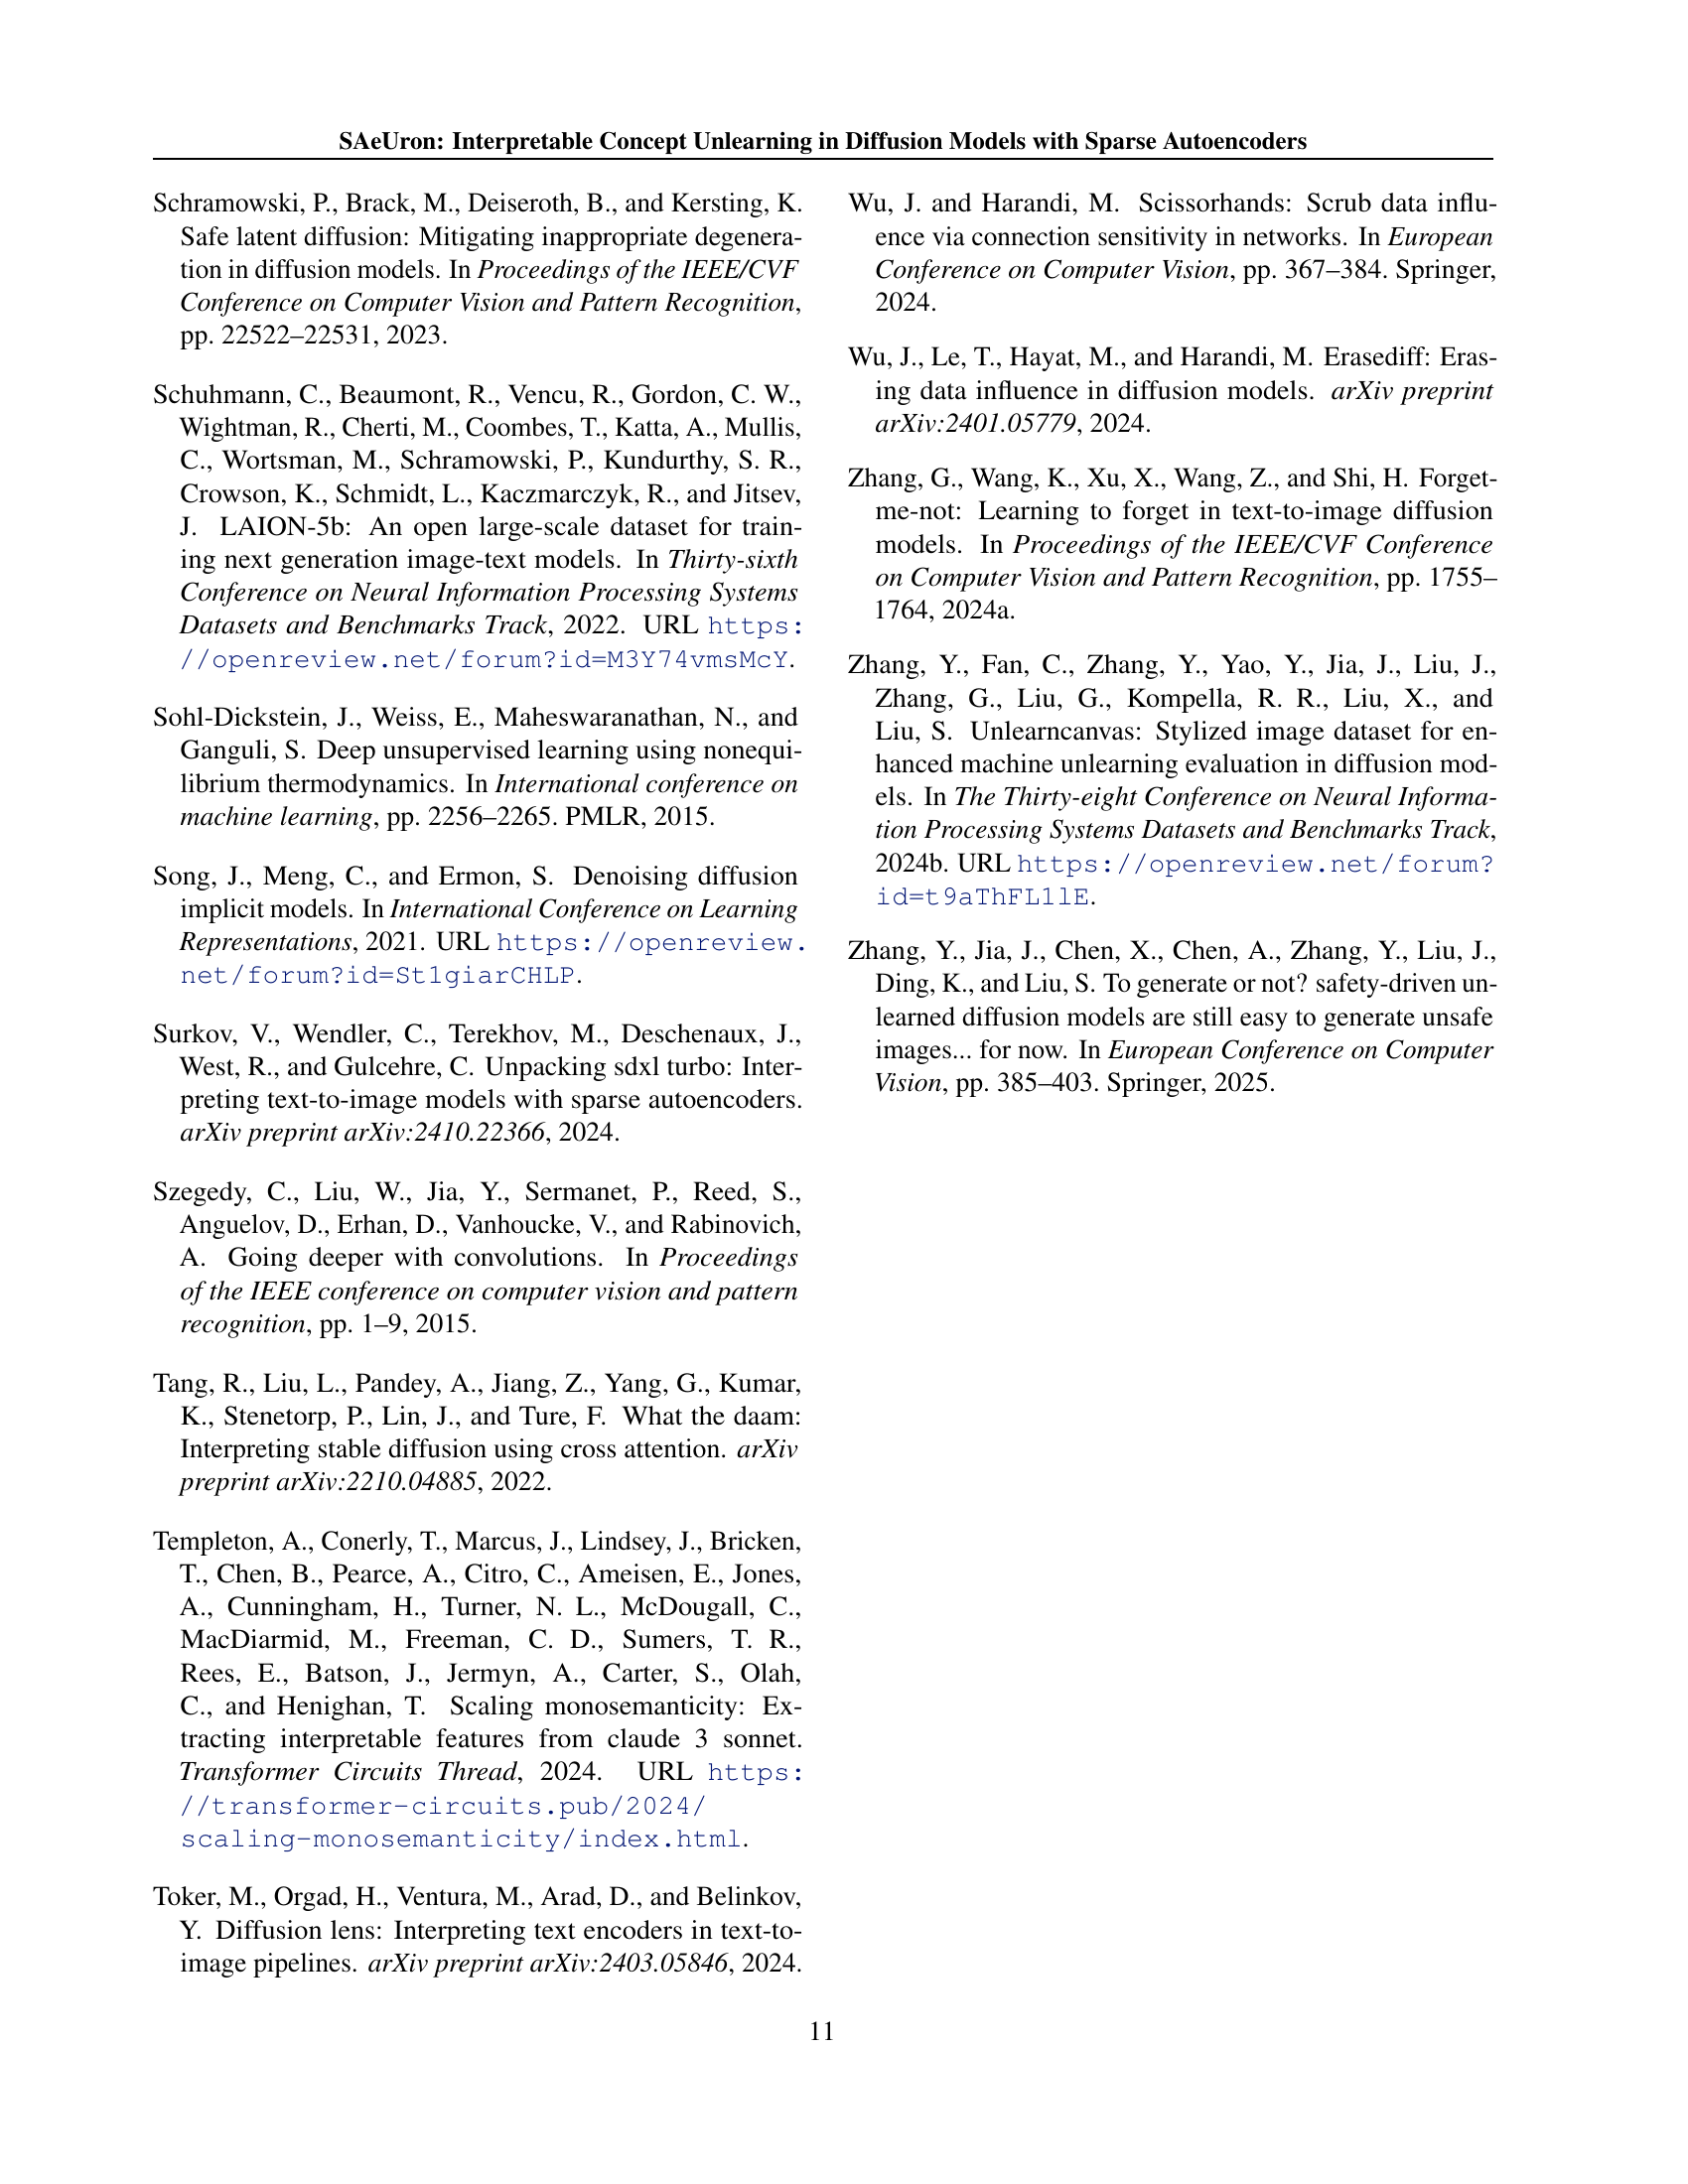 SAeUron: Interpretable Concept Unlearning in Diffusion Models with Sparse Autoencoders
Schramowski, P., Brack, M., Deiseroth, B., and Kersting, K.
Safe latent diffusion: Mitigating inappropriate degenera-
tion in diffusion models. In Proceedings of the IEEE/CVF
Conference on Computer Vision and Pattern Recognition,
pp. 22522–22531, 2023.
Schuhmann, C., Beaumont, R., Vencu, R., Gordon, C. W.,
Wightman, R., Cherti, M., Coombes, T., Katta, A., Mullis,
C., Wortsman, M., Schramowski, P., Kundurthy, S. R.,
Crowson, K., Schmidt, L., Kaczmarczyk, R., and Jitsev,
J. LAION-5b: An open large-scale dataset for train-
ing next generation image-text models. In Thirty-sixth
Conference on Neural Information Processing Systems
Datasets and Benchmarks Track, 2022. URL https:
//openreview.net/forum?id=M3Y74vmsMcY.
Sohl-Dickstein, J., Weiss, E., Maheswaranathan, N., and
Ganguli, S. Deep unsupervised learning using nonequi-
librium thermodynamics. In International conference on
machine learning, pp. 2256–2265. PMLR, 2015.
Song, J., Meng, C., and Ermon, S. Denoising diffusion
implicit models. In International Conference on Learning
Representations, 2021. URL https://openreview.
net/forum?id=St1giarCHLP.
Surkov, V., Wendler, C., Terekhov, M., Deschenaux, J.,
West, R., and Gulcehre, C. Unpacking sdxl turbo: Inter-
preting text-to-image models with sparse autoencoders.
arXiv preprint arXiv:2410.22366, 2024.
Szegedy, C., Liu, W., Jia, Y., Sermanet, P., Reed, S.,
Anguelov, D., Erhan, D., Vanhoucke, V., and Rabinovich,
A. Going deeper with convolutions. In Proceedings
of the IEEE conference on computer vision and pattern
recognition, pp. 1–9, 2015.
Tang, R., Liu, L., Pandey, A., Jiang, Z., Yang, G., Kumar,
K., Stenetorp, P., Lin, J., and Ture, F. What the daam:
Interpreting stable diffusion using cross attention. arXiv
preprint arXiv:2210.04885, 2022.
Templeton, A., Conerly, T., Marcus, J., Lindsey, J., Bricken,
T., Chen, B., Pearce, A., Citro, C., Ameisen, E., Jones,
A., Cunningham, H., Turner, N. L., McDougall, C.,
MacDiarmid, M., Freeman, C. D., Sumers, T. R.,
Rees, E., Batson, J., Jermyn, A., Carter, S., Olah,
C., and Henighan, T. Scaling monosemanticity: Ex-
tracting interpretable features from claude 3 sonnet.
Transformer Circuits Thread, 2024. URL https:
//transformer-circuits.pub/2024/
scaling-monosemanticity/index.html.
Toker, M., Orgad, H., Ventura, M., Arad, D., and Belinkov,
Y. Diffusion lens: Interpreting text encoders in text-to-
image pipelines. arXiv preprint arXiv:2403.05846, 2024.
Wu, J. and Harandi, M. Scissorhands: Scrub data influ-
ence via connection sensitivity in networks. In European
Conference on Computer Vision, pp. 367–384. Springer,
2024.
Wu, J., Le, T., Hayat, M., and Harandi, M. Erasediff: Eras-
ing data influence in diffusion models. arXiv preprint
arXiv:2401.05779, 2024.
Zhang, G., Wang, K., Xu, X., Wang, Z., and Shi, H. Forget-
me-not: Learning to forget in text-to-image diffusion
models. In Proceedings of the IEEE/CVF Conference
on Computer Vision and Pattern Recognition, pp. 1755–
1764, 2024a.
Zhang, Y., Fan, C., Zhang, Y., Yao, Y., Jia, J., Liu, J.,
Zhang, G., Liu, G., Kompella, R. R., Liu, X., and
Liu, S. Unlearncanvas: Stylized image dataset for en-
hanced machine unlearning evaluation in diffusion mod-
els. In The Thirty-eight Conference on Neural Informa-
tion Processing Systems Datasets and Benchmarks Track,
2024b. URL https://openreview.net/forum?
id=t9aThFL1lE.
Zhang, Y., Jia, J., Chen, X., Chen, A., Zhang, Y., Liu, J.,
Ding, K., and Liu, S. To generate or not? safety-driven un-
learned diffusion models are still easy to generate unsafe
images... for now. In European Conference on Computer
Vision, pp. 385–403. Springer, 2025.
11